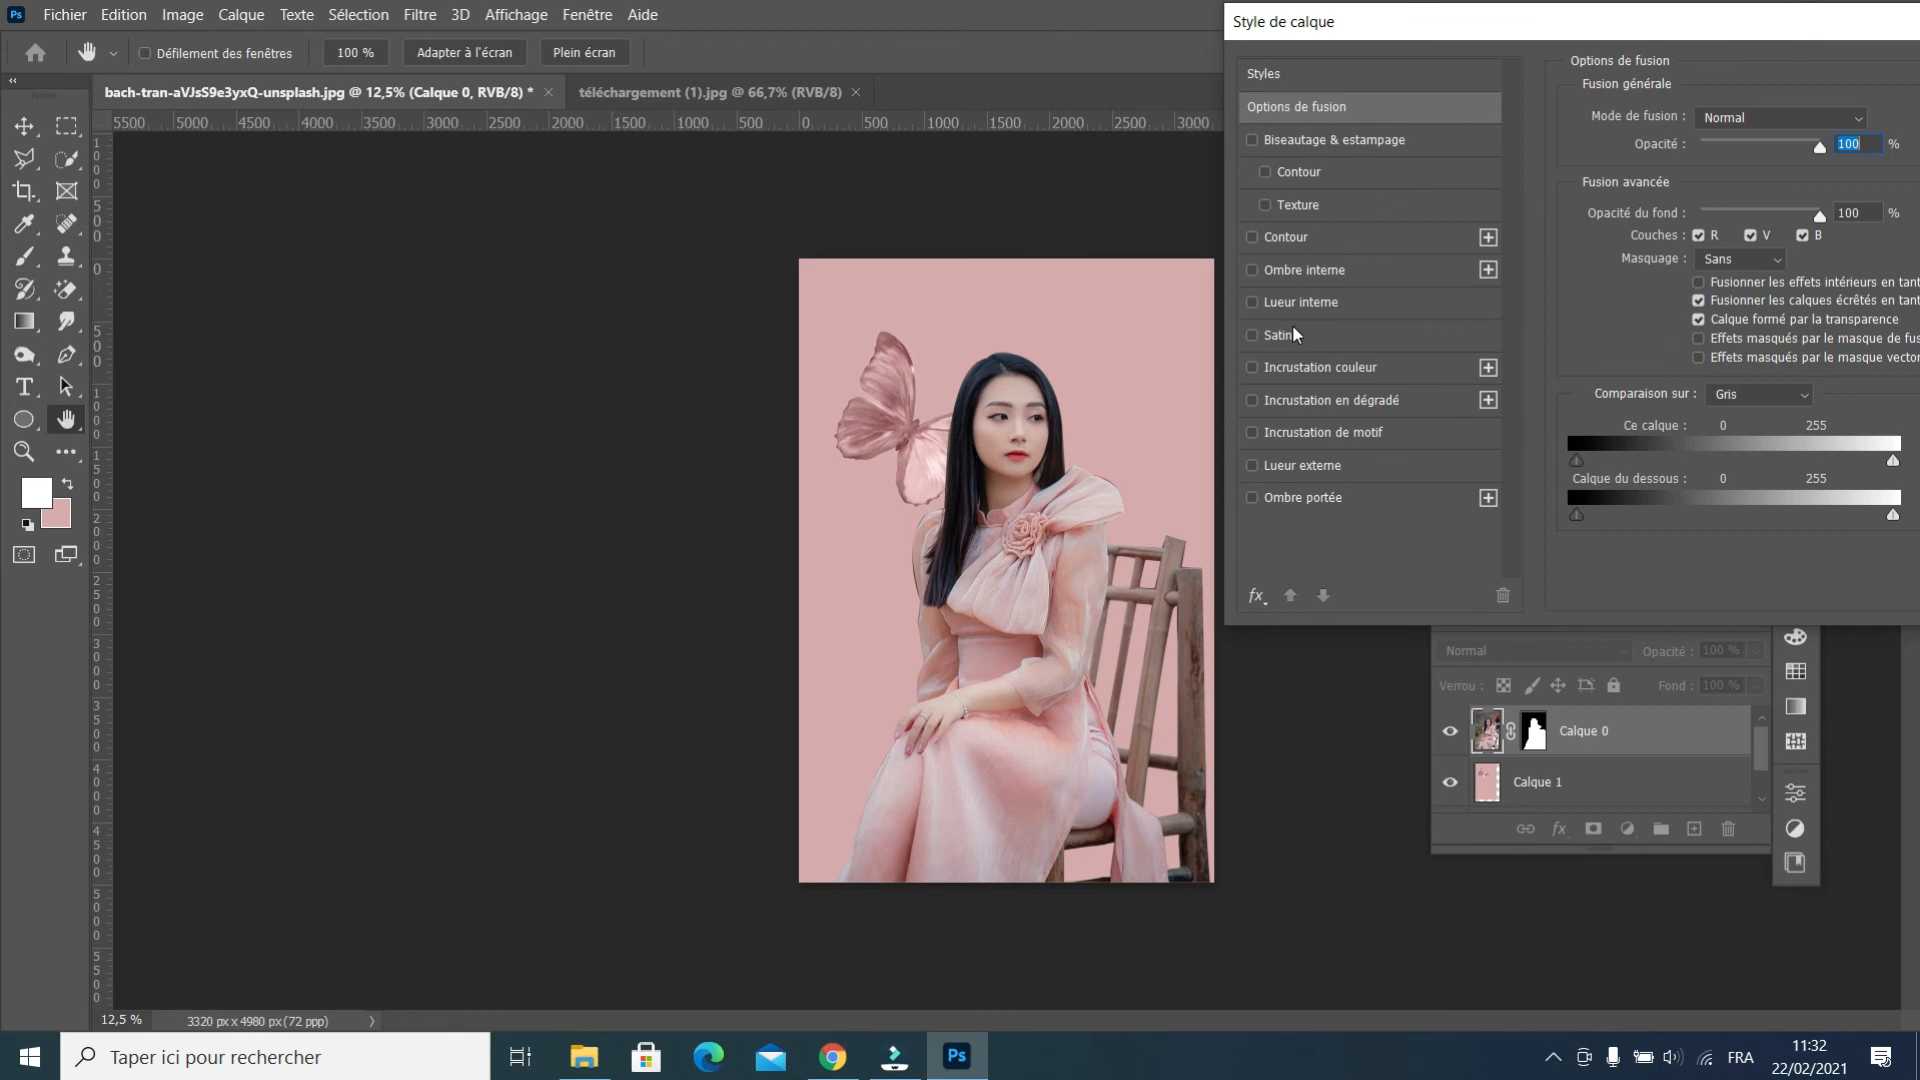 Ps Fichier Edition Image Calque Texte Sélection Filtre 3D Affichage Fenêtre Aide
Style de calque
Défilement des fenêtres 100 % Adapter à l'écran Plein écran
bach-tran-aVJsS9e3yxQ-unsplash.jpg @ 12,5% (Calque 0, RVB/8) * téléchargement (1).jpg @ 66,7% (RVB/8)
5500 5000 4500 4000 3500 3000 2500 2000 1500 1000 500 0 500 1000 1500 2000 2500 3000
Styles
Options de fusion
Biseautage & estampage
Contour
Texture
Contour
Ombre interne
Lueur interne
Satin
Incrustation couleur
Incrustation en dégradé
Incrustation de motif
Lueur externe
Ombre portée
fx
Options de fusion
Fusion générale
Mode de fusion : Normal
Opacité : 100 %
Fusion avancée
Opacité du fond : 100 %
Couches : R V B
Masquage : Sans
Fusionner les effets intérieurs en tant
Fusionner les calques écrêtés en tant
Calque formé par la transparence
Effets masqués par le masque de fus
Effets masqués par le masque vector
Comparaison sur : Gris
Ce calque : 0 255
Calque du dessous : 0 255
Normal Opacité : 100 %
Verrou : Fond : 100 %
Calque 0
Calque 1
fx
12,5 % 3320 px x 4980 px (72 ppp)
Taper ici pour rechercher
Ps
FRA
11:32
22/02/2021